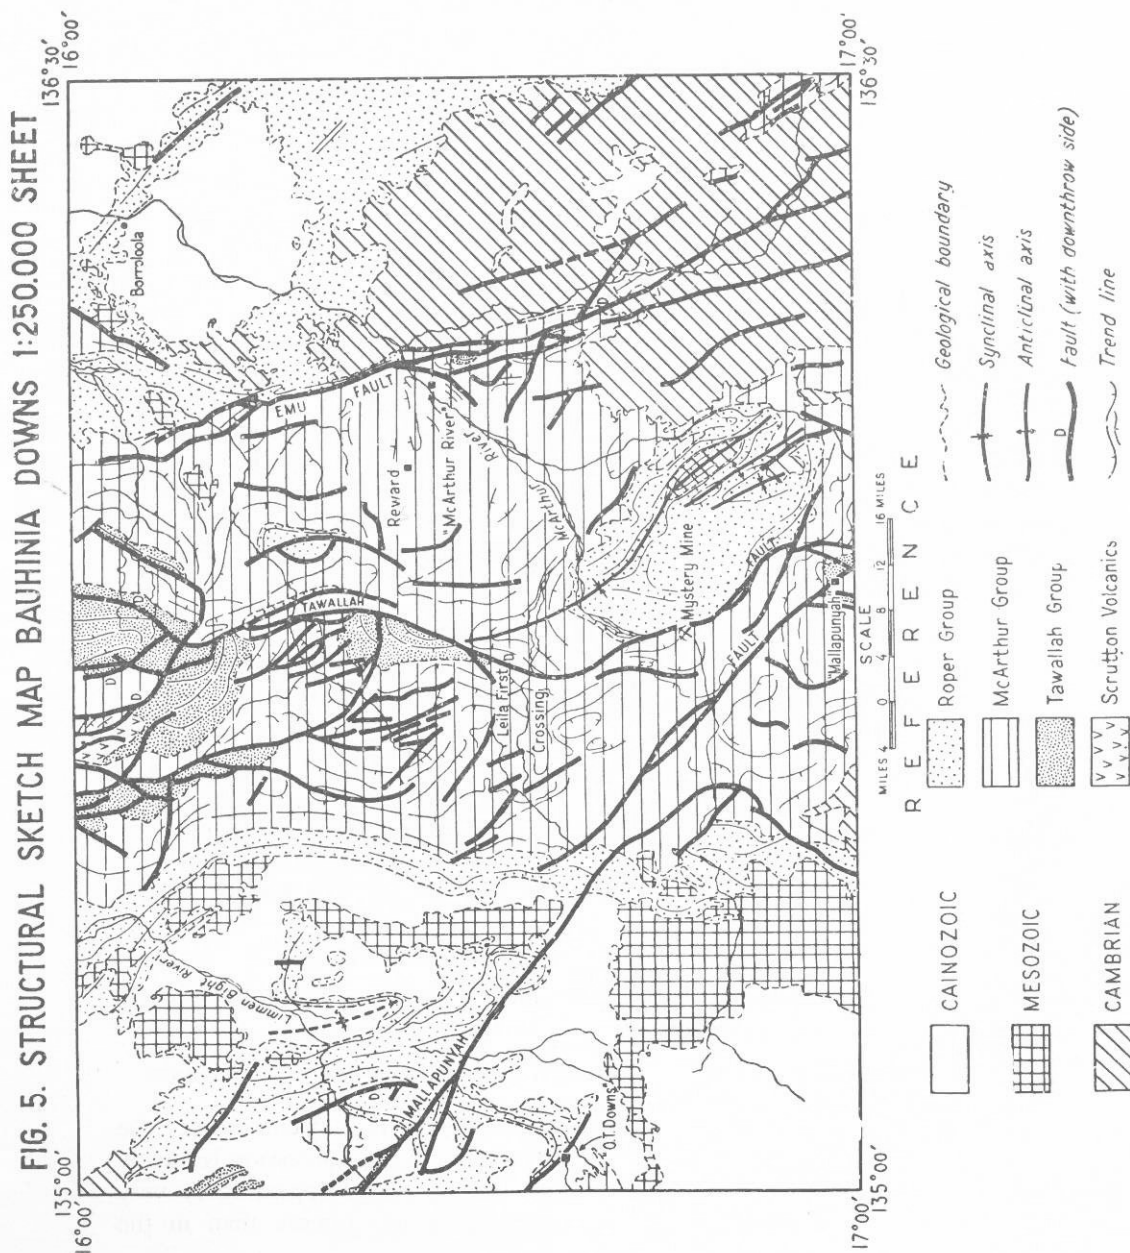 FIG. 5. STRUCTURAL SKETCH MAP BAUHINIA DOWNS 1:250.000 SHEET
135°00'
136°30'
16°00'
16°00'
Borroloola
Limmen Bight
River
EMU
FAULT
TAWALLAH
Reward
"McArthur River"
River
McArthur
Leila First
Crossing
MALLAPUNYAH
FAULT
FAULT
Mystery Mine
"O.T.Downs"
"Mallapunyah"
D
D
D
D
D
D
D
17°00'
17°00'
135°00'
136°30'
SCALE
MILES 4 0 4 8 12 16 MILES
REFERENCE
CAINOZOIC
MESOZOIC
CAMBRIAN
Roper Group
McArthur Group
Tawallah Group
Scrutton Volcanics
Geological boundary
Synclinal axis
Anticlinal axis
D Fault (with downthrow side)
Trend line